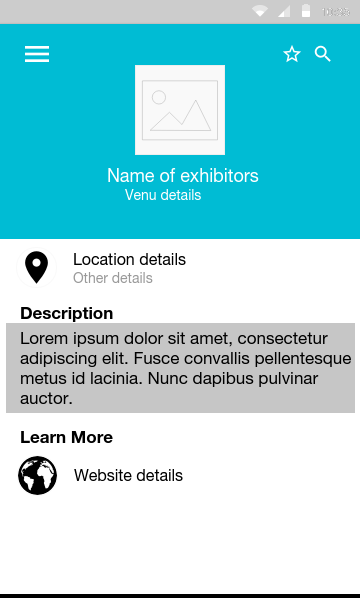 Name of exhibitors
Venu details
Location details
Other details
Description
Lorem ipsum dolor sit amet, consectetur
adipiscing elit. Fusce convallis pellentesque
metus id lacinia. Nunc dapibus pulvinar
auctor.
Learn More
Website details